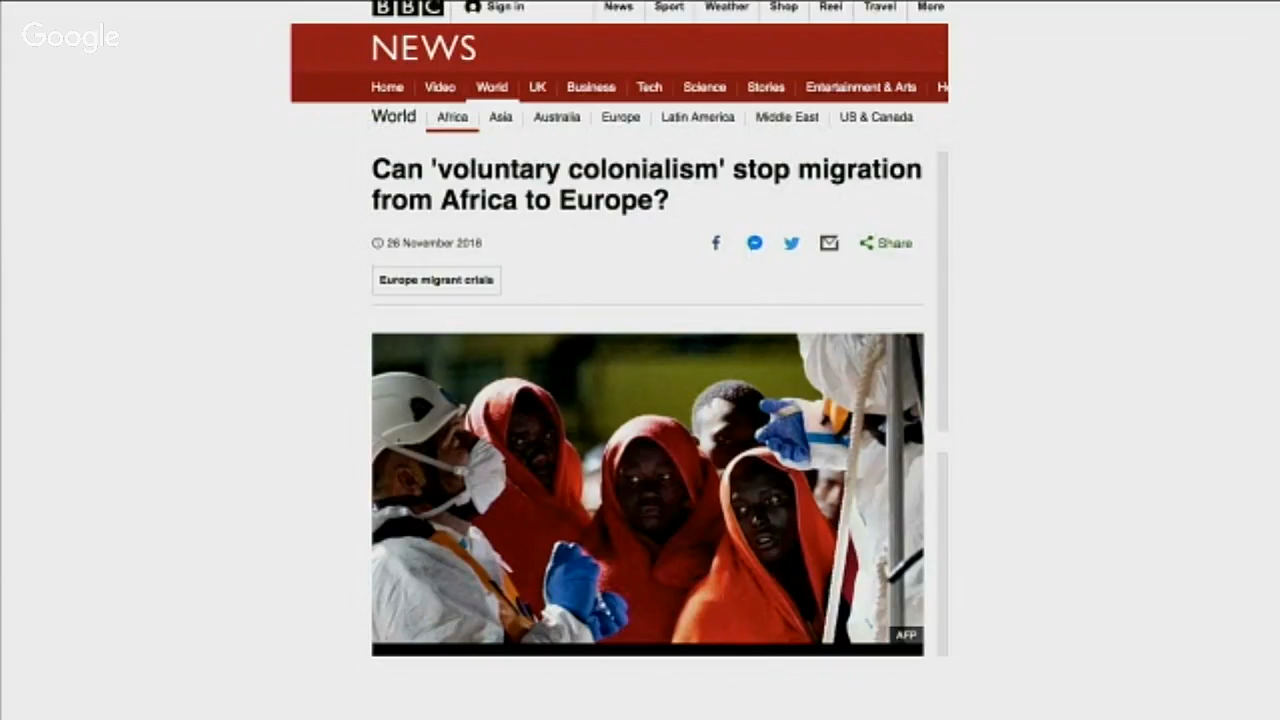 Google
BBC Sign in News Sport Weather Shop Reel Travel More
NEWS
Home Video World UK Business Tech Science Stories Entertainment & Arts
World Africa Asia Australia Europe Latin America Middle East US & Canada
Can 'voluntary colonialism' stop migration
from Africa to Europe?
26 November 2018
Share
Europe migrant crisis
AFP